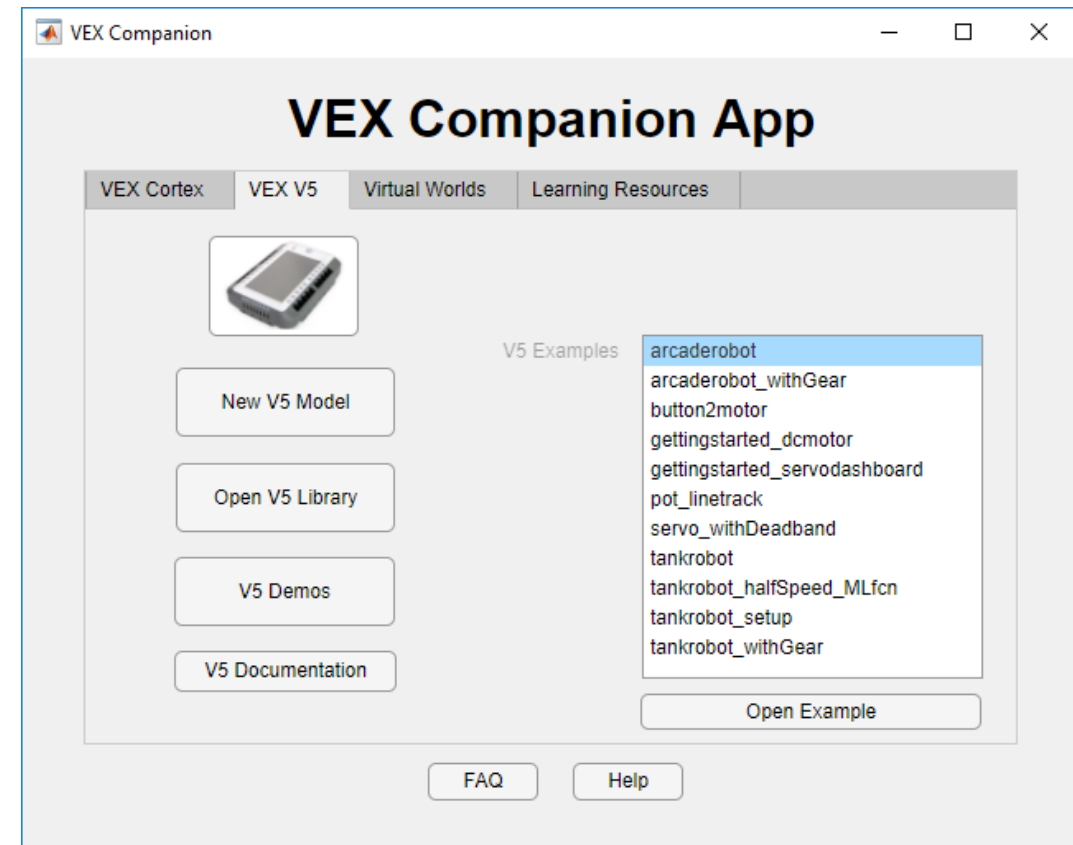 VEX Companion
VEX Companion App
VEX Cortex
VEX V5
Virtual Worlds
Learning Resources
New V5 Model
Open V5 Library
V5 Demos
V5 Documentation
V5 Examples
arcaderobot
arcaderobot_withGear
button2motor
gettingstarted_dcmotor
gettingstarted_servodashboard
pot_linetrack
servo_withDeadband
tankrobot
tankrobot_halfSpeed_MLfcn
tankrobot_setup
tankrobot_withGear
Open Example
FAQ
Help